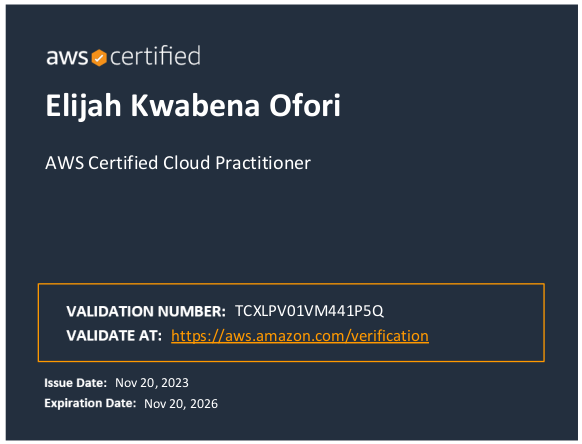 aws certified
Elijah Kwabena Ofori
AWS Certified Cloud Practitioner
VALIDATION NUMBER: TCXLPV01VM441P5Q
VALIDATE AT: https://aws.amazon.com/verification
Issue Date: Nov 20, 2023
Expiration Date: Nov 20, 2026